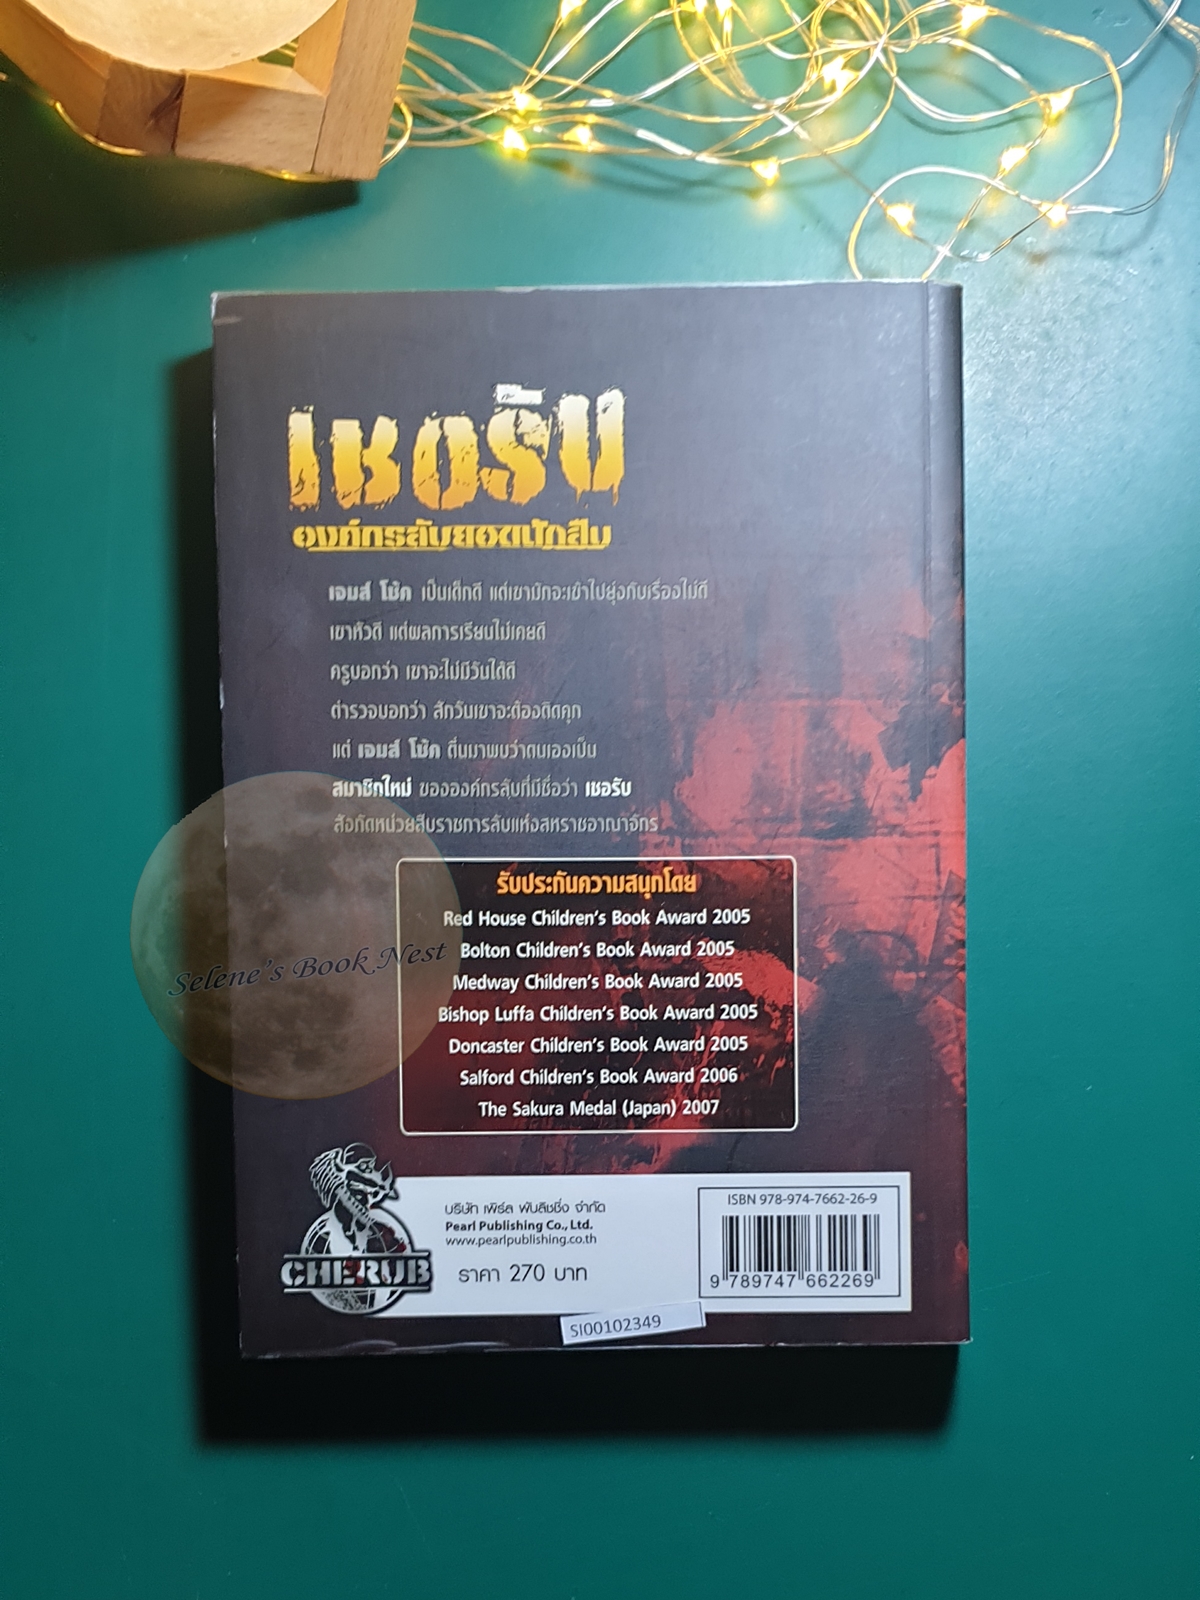 เชอรับ
องค์กรลับยอดนักสืบ
เจมส์ โช้ค เป็นเด็กดี แต่เขามักจะเข้าไปยุ่งกับเรื่องไม่ดี
เขาหัวดี แต่ผลการเรียนไม่เคยดี
ครูบอกว่า เขาจะไม่มีวันได้ดี
ตำรวจบอกว่า สักวันเขาจะต้องติดคุก
แต่ เจมส์ โช้ค ตื่นมาพบว่าตนเองเป็น
สมาชิกใหม่ ขององค์กรลับที่มีชื่อว่า เชอรับ
สังกัดหน่วยสืบราชการลับแห่งสหราชอาณาจักร
รับประกันความสนุกโดย
Red House Children's Book Award 2005
Bolton Children's Book Award 2005
Medway Children's Book Award 2005
Bishop Luffa Children's Book Award 2005
Doncaster Children's Book Award 2005
Salford Children's Book Award 2006
The Sakura Medal (Japan) 2007
Selene's Book Nest
CHERUB
บริษัท เพิร์ล พับลิชชิ่ง จำกัด
Pearl Publishing Co., Ltd.
www.pearlpublishing.co.th
ราคา 270 บาท
ISBN 978-974-7662-26-9
9 789747 662269
SI00102349